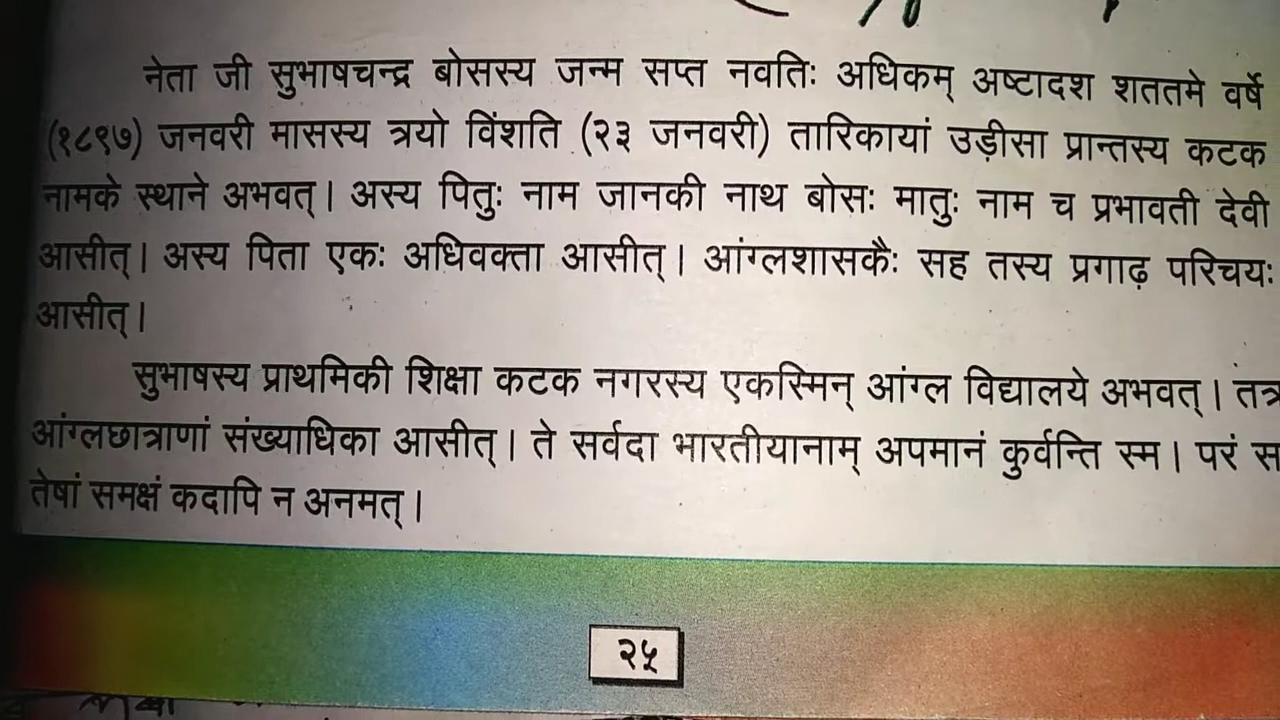 नेता जी सुभाषचन्द्र बोसस्य जन्म सप्त नवतिः अधिकम् अष्टादश शततमे वर्षे
(१८९७) जनवरी मासस्य त्रयो विंशति (२३ जनवरी) तारिकायां उड़ीसा प्रान्तस्य कटक
नामके स्थाने अभवत्। अस्य पितुः नाम जानकी नाथ बोसः मातुः नाम च प्रभावती देवी
आसीत्। अस्य पिता एकः अधिवक्ता आसीत्। आंग्लशासकैः सह तस्य प्रगाढ़ परिचयः
आसीत्।
सुभाषस्य प्राथमिकी शिक्षा कटक नगरस्य एकस्मिन् आंग्ल विद्यालये अभवत्। तत्र
आंग्लछात्राणां संख्याधिका आसीत्। ते सर्वदा भारतीयानाम् अपमानं कुर्वन्ति स्म। परं स
तेषां समक्षं कदापि न अनमत्।
२५